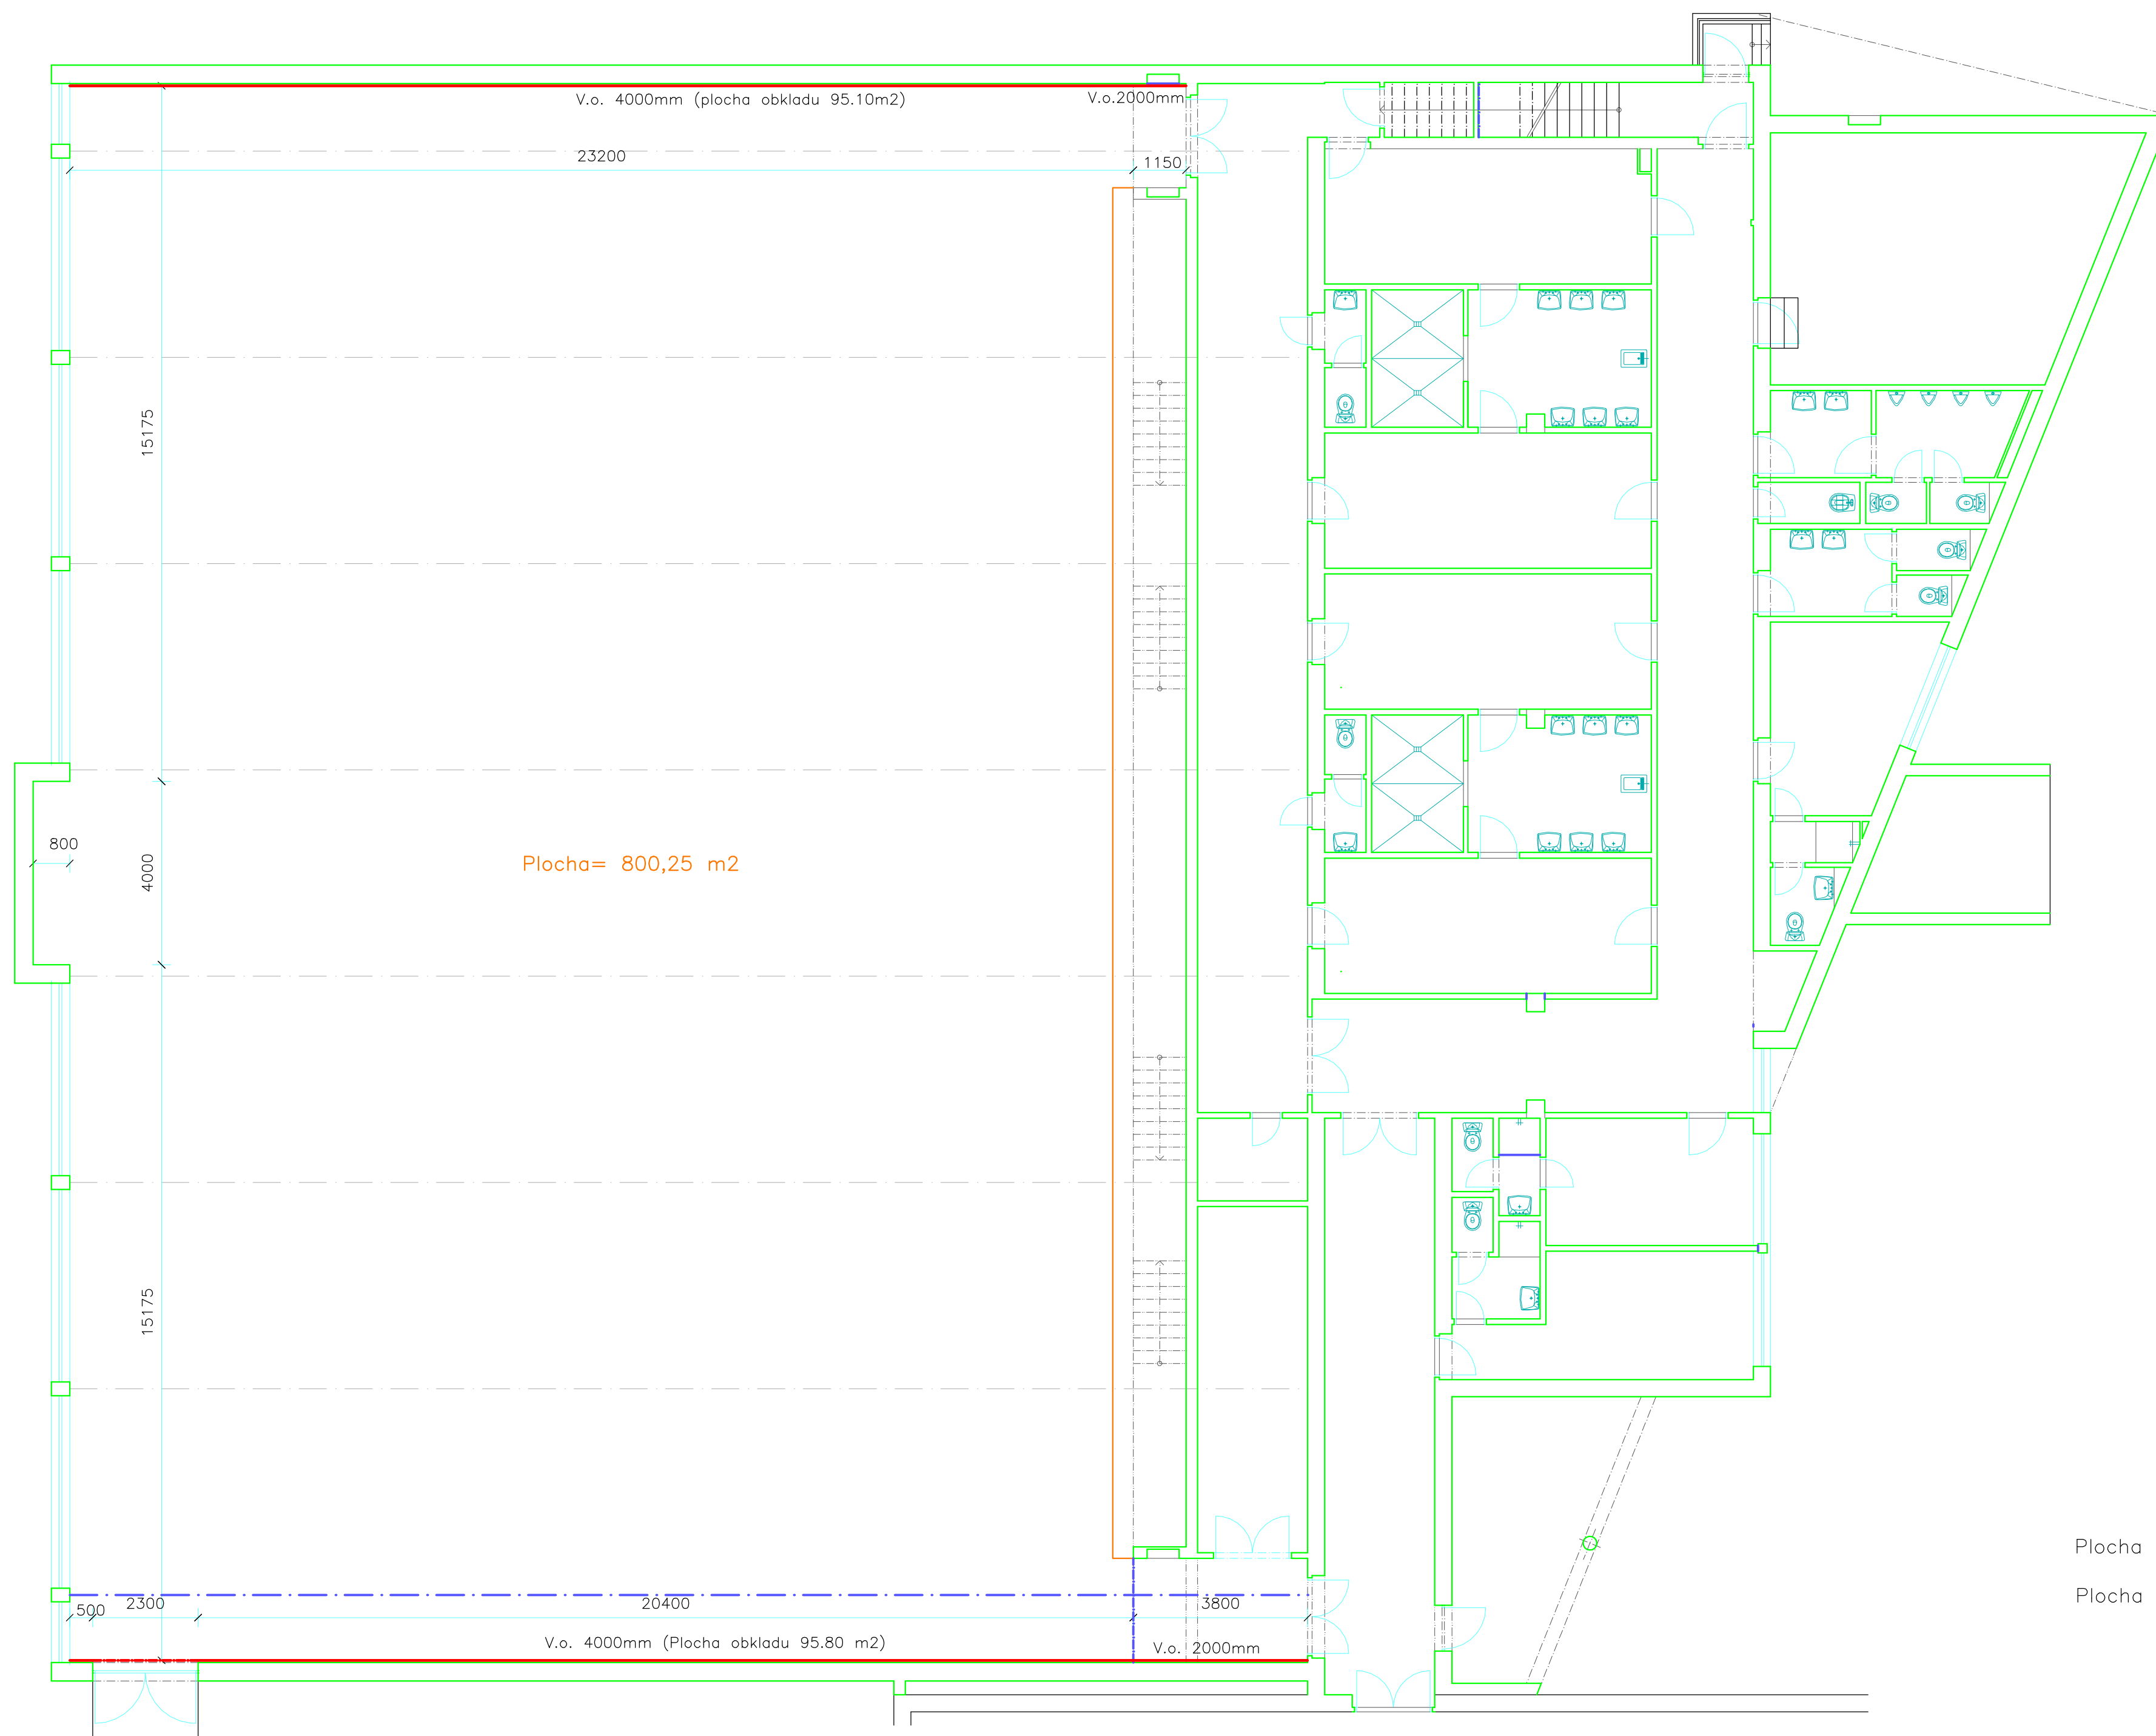 V.o. 4000mm (plocha obkladu 95.10m2)
V.o.2000mm
23200
1150
15175
800
4000
Plocha= 800,25 m2
15175
Plocha
Plocha
500
2300
20400
3800
V.o. 4000mm (Plocha obkladu 95.80 m2)
V.o. 2000mm